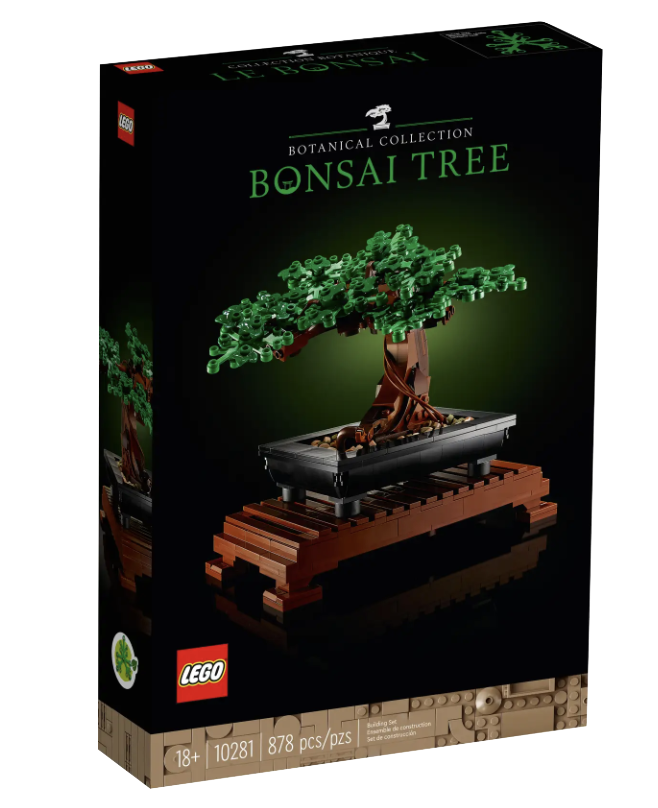 LEGO
COLLECTION BOTANIQUE
LE BONSAÏ
LEGO
BOTANICAL COLLECTION
BONSAI TREE
LEGO
18+ 10281 878 pcs/pzs
Building Set
Ensemble de construction
Set de construcción